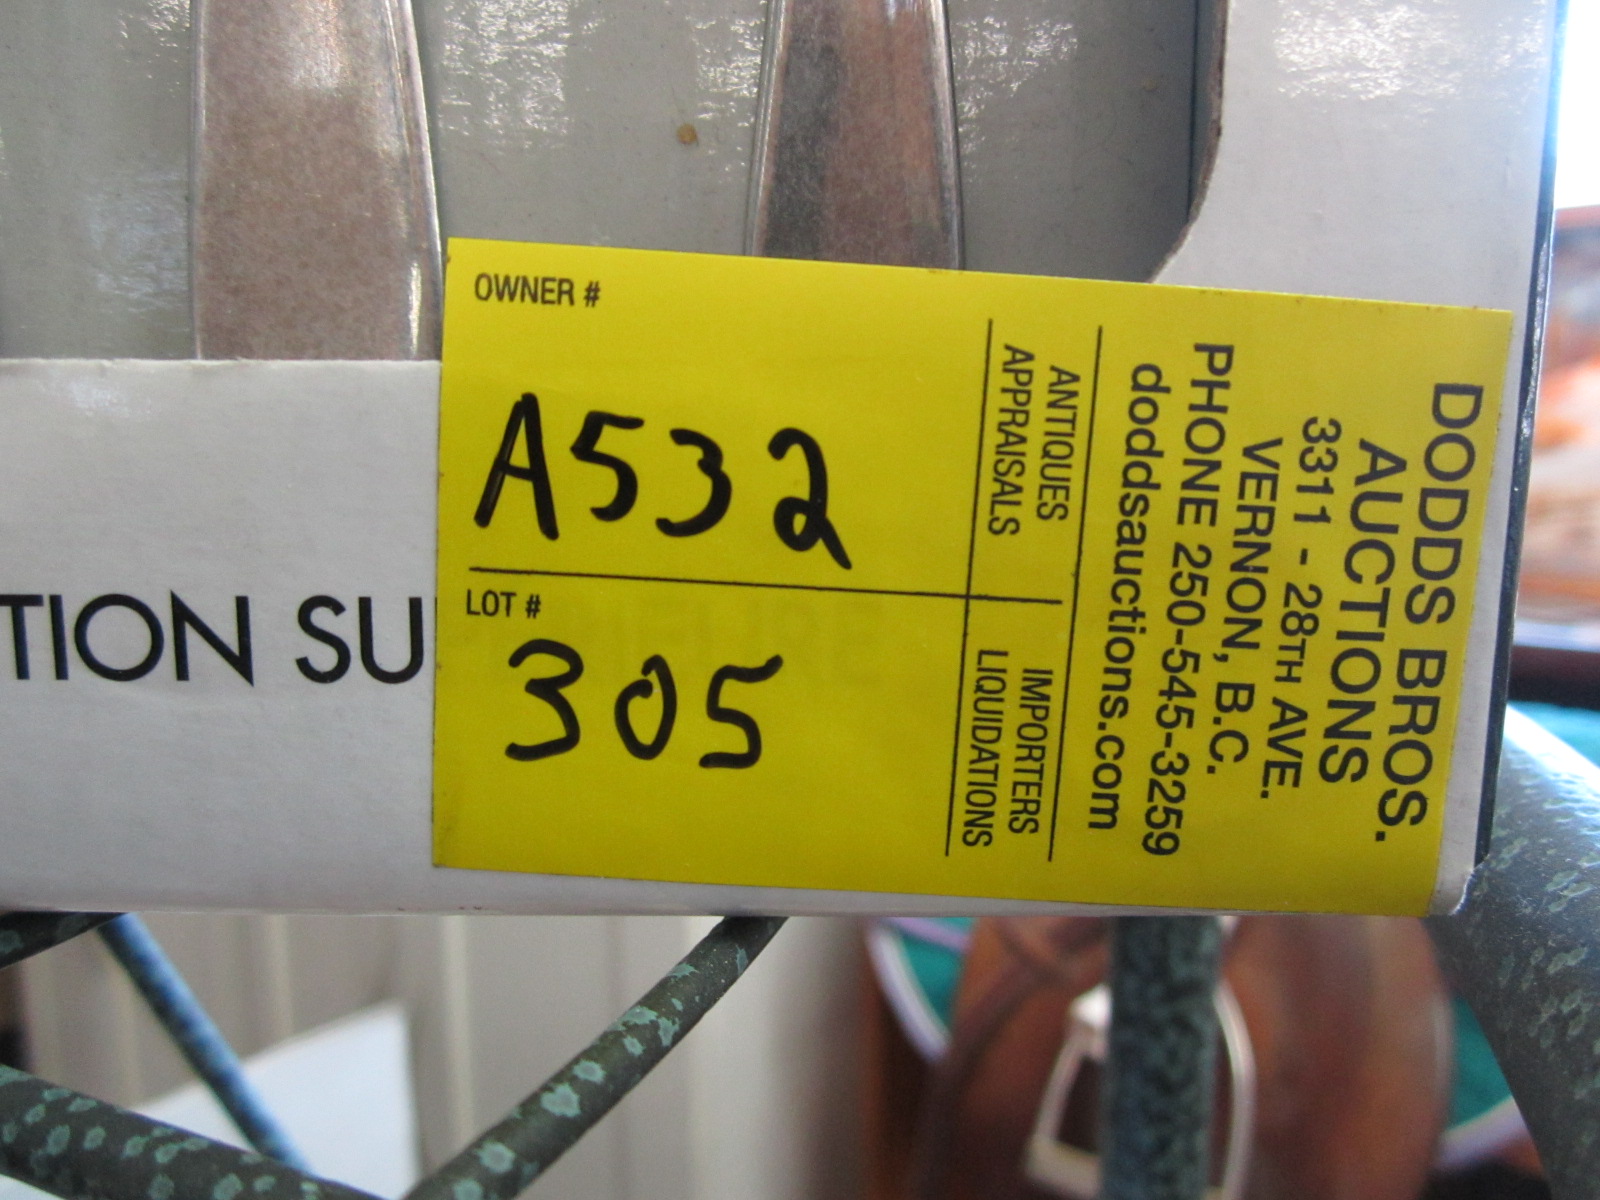 OWNER #
A532
LOT #
305
ANTIQUES
APPRAISALS
IMPORTERS
LIQUIDATIONS
DODDS BROS.
AUCTIONS
3311 - 28TH AVE.
VERNON, B.C.
PHONE 250-545-3259
doddsauctions.com
TION SU